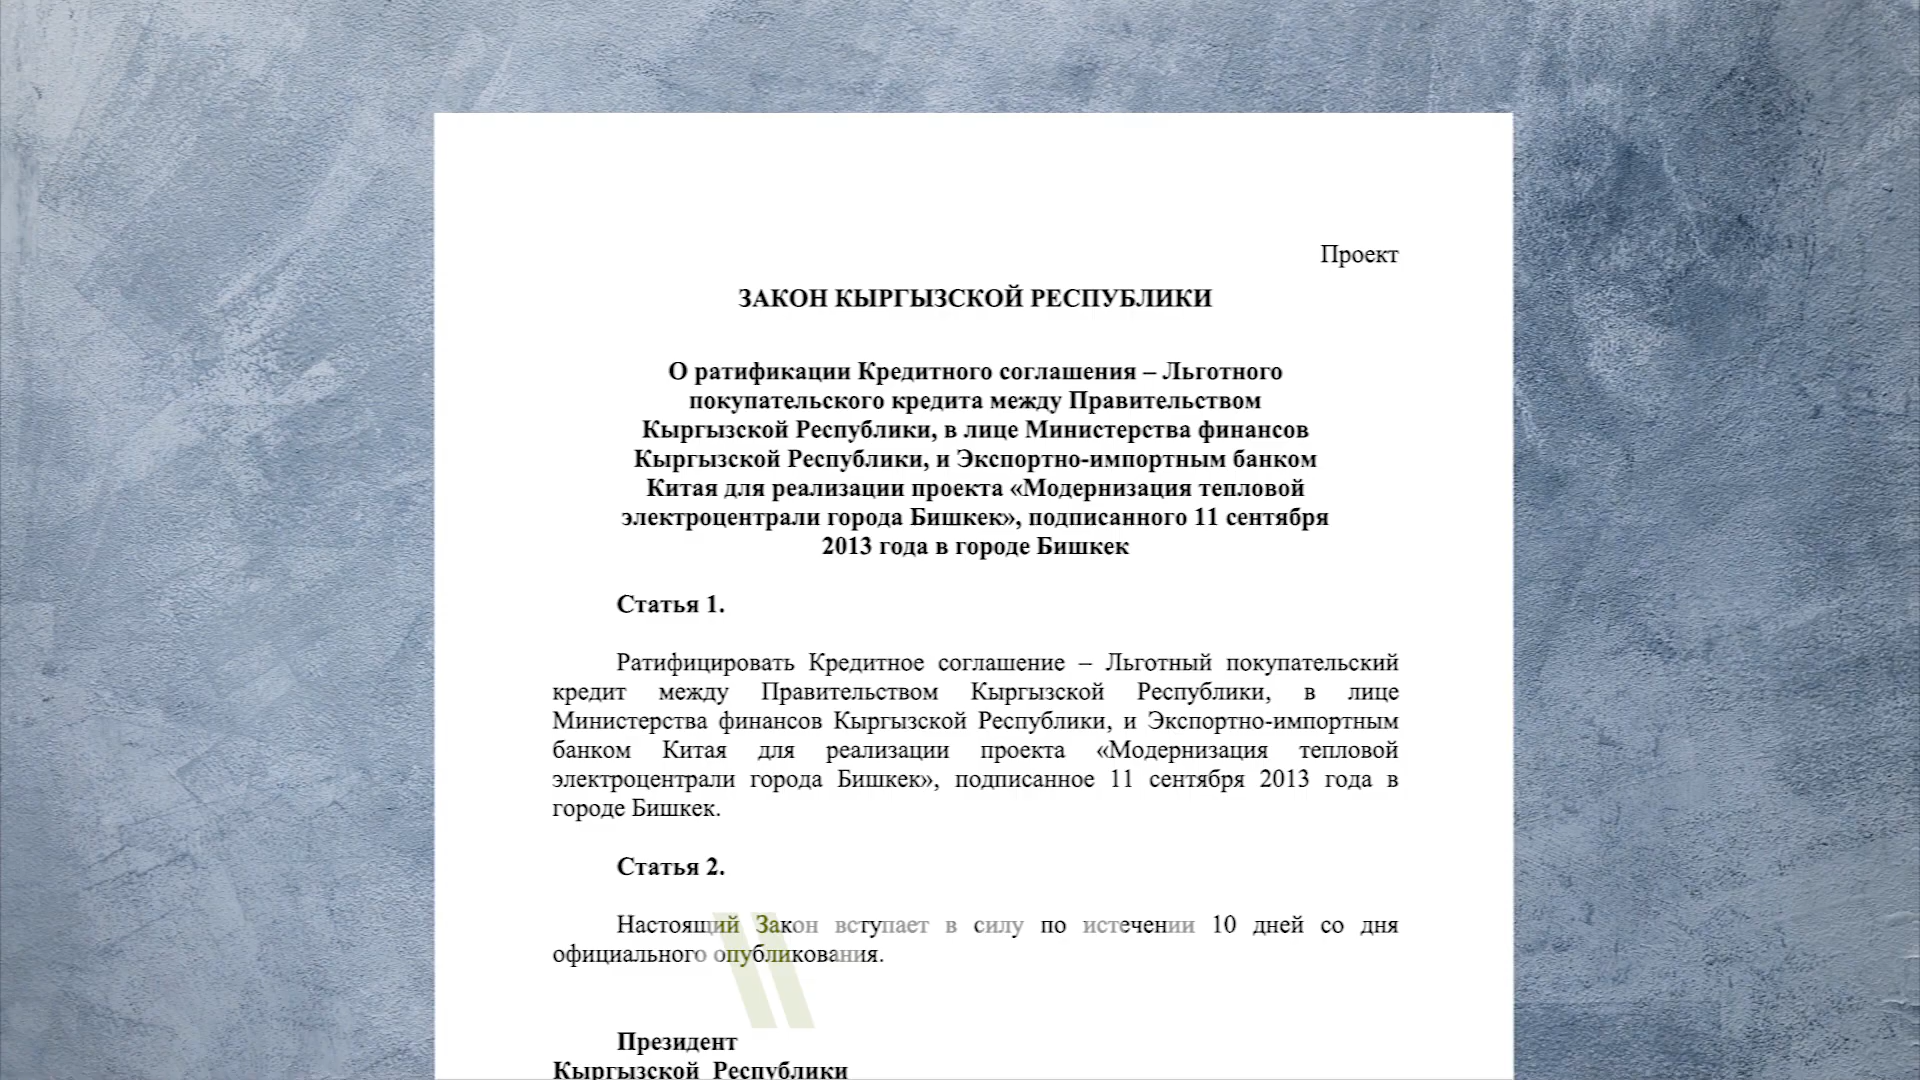 Проект
ЗАКОН КЫРГЫЗСКОЙ РЕСПУБЛИКИ
О ратификации Кредитного соглашения – Льготного
покупательского кредита между Правительством
Кыргызской Республики, в лице Министерства финансов
Кыргызской Республики, и Экспортно-импортным банком
Китая для реализации проекта «Модернизация тепловой
электроцентрали города Бишкек», подписанного 11 сентября
2013 года в городе Бишкек
Статья 1.
Ратифицировать Кредитное соглашение – Льготный покупательский
кредит между Правительством Кыргызской Республики, в лице
Министерства финансов Кыргызской Республики, и Экспортно-импортным
банком Китая для реализации проекта «Модернизация тепловой
электроцентрали города Бишкек», подписанное 11 сентября 2013 года в
городе Бишкек.
Статья 2.
Настоящий Закон вступает в силу по истечении 10 дней со дня
официального опубликования.
Президент
Кыргызской Республики